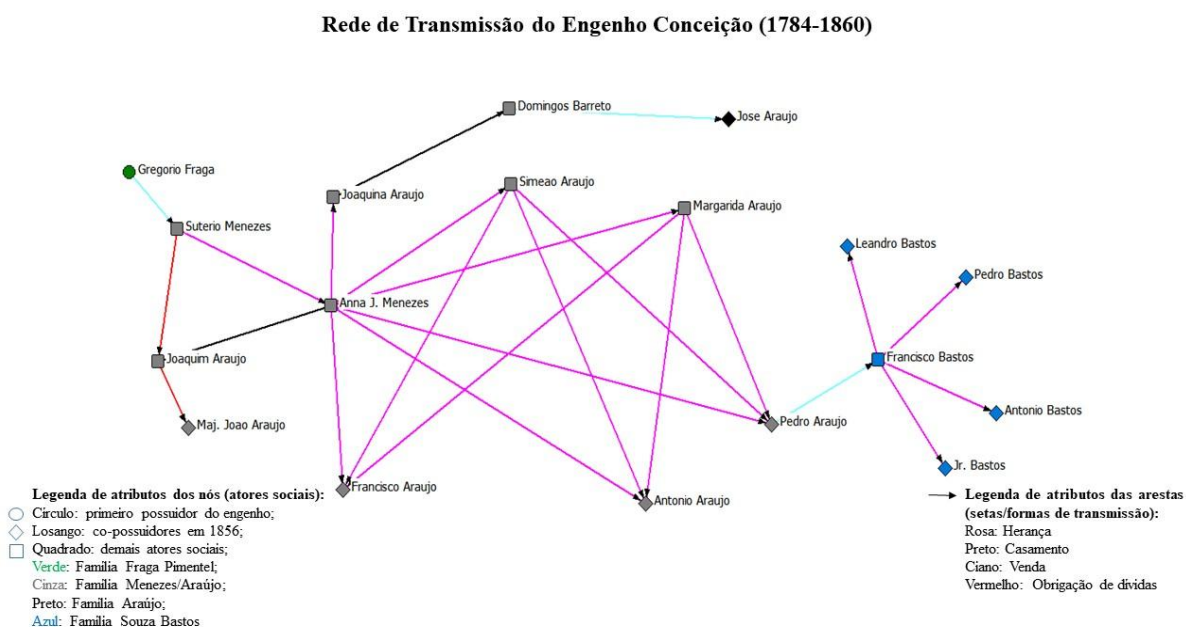 Rede de Transmissão do Engenho Conceição (1784-1860)
Domingos Barreto
Jose Araujo
Gregorio Fraga
Joaquina Araujo
Simeao Araujo
Margarida Araujo
Suterio Menezes
Leandro Bastos
Pedro Bastos
Anna J. Menezes
Joaquim Araujo
Francisco Bastos
Maj. Joao Araujo
Pedro Araujo
Antonio Bastos
Jr. Bastos
Francisco Araujo
Antonio Araujo
Legenda de atributos dos nós (atores sociais):
Círculo: primeiro possuidor do engenho;
Losango: co-possuidores em 1856;
Quadrado: demais atores sociais;
Verde: Familia Fraga Pimentel;
Cinza: Familia Menezes/Araújo;
Preto: Familia Araújo;
Azul: Familia Souza Bastos
Legenda de atributos das arestas
(setas/formas de transmissão):
Rosa: Herança
Preto: Casamento
Ciano: Venda
Vermelho: Obrigação de dívidas